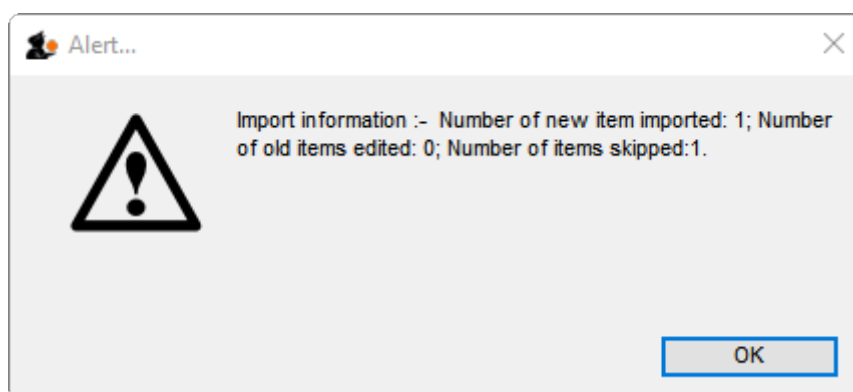 Alert...
Import information :-  Number of new item imported: 1; Number
of old items edited: 0; Number of items skipped:1.
OK